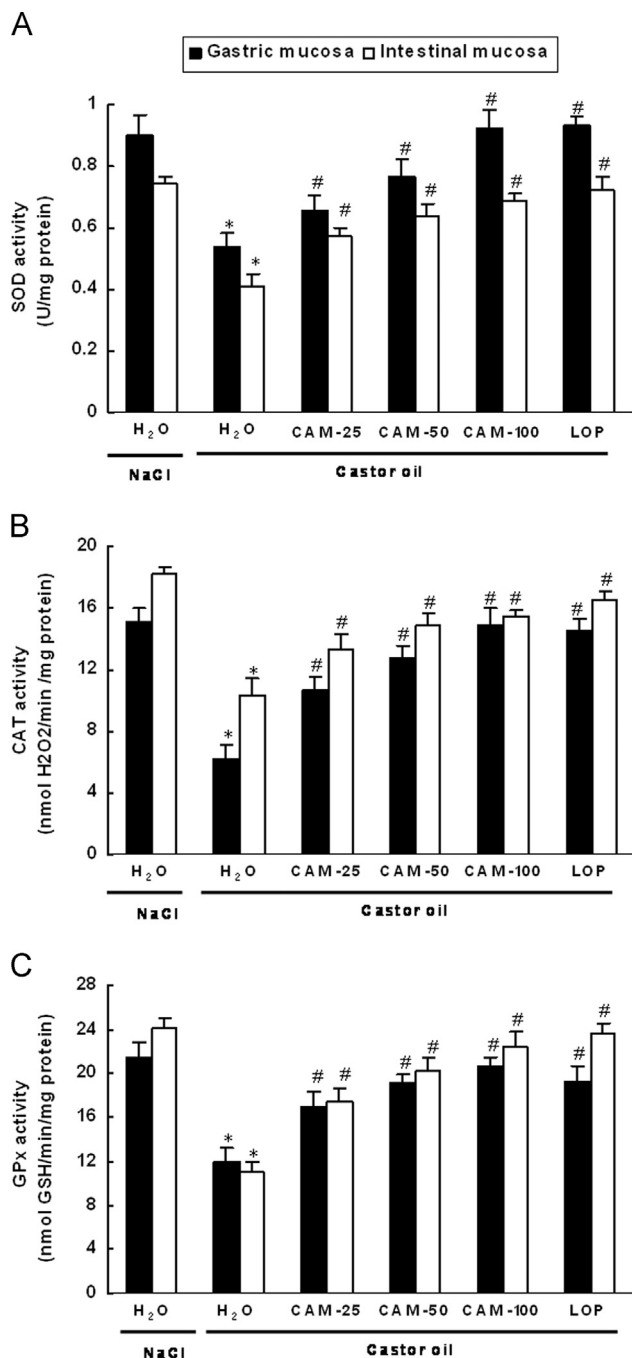 A
Gastric mucosa Intestinal mucosa
SOD activity
(U/mg protein)
1
0.8
0.6
0.4
0.2
0
* * # # # # # # # #
H₂O H₂O CAM-25 CAM-50 CAM-100 LOP
NaCl Castor oil
B
CAT activity
(nmol H2O2/min /mg protein)
20
16
12
8
4
0
* * # # # # # # # #
H₂O H₂O CAM-25 CAM-50 CAM-100 LOP
NaCl Castor oil
C
GPx activity
(nmol GSH/min/mg protein)
28
24
20
16
12
8
4
0
* * # # # # # # # #
H₂O H₂O CAM-25 CAM-50 CAM-100 LOP
NaCl Castor oil